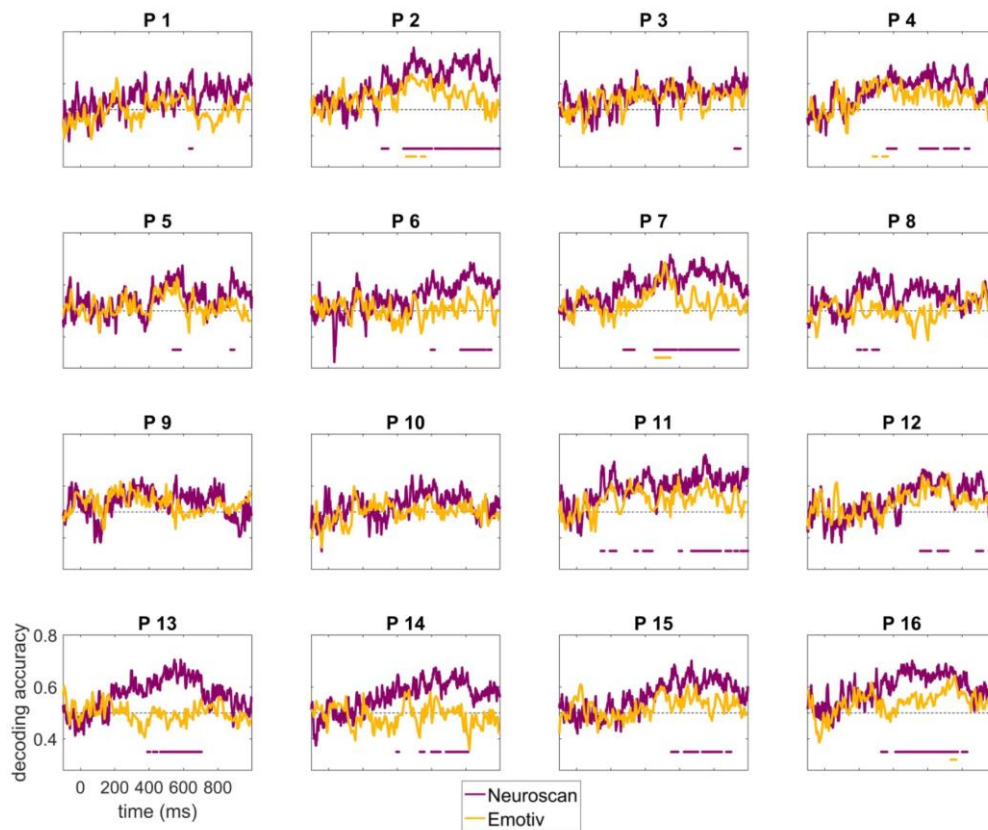 P 1
P 2
P 3
P 4
P 5
P 6
P 7
P 8
P 9
P 10
P 11
P 12
P 13
P 14
P 15
P 16
decoding accuracy
0.8
0.6
0.4
0 200 400 600 800
time (ms)
Neuroscan
Emotiv